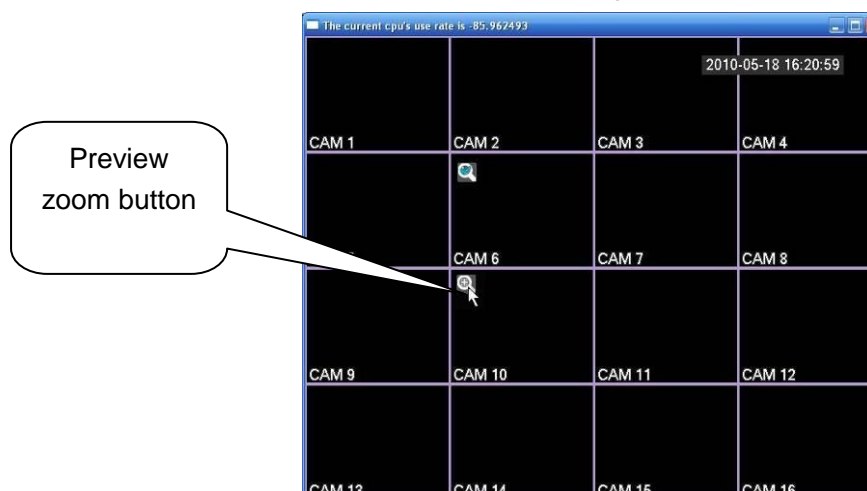 The current cpu's use rate is -85.962493
2010-05-18 16:20:59
CAM 1 CAM 2 CAM 3 CAM 4
Preview
zoom button
CAM 6 CAM 7 CAM 8
CAM 9 CAM 10 CAM 11 CAM 12
CAM 13 CAM 14 CAM 15 CAM 16